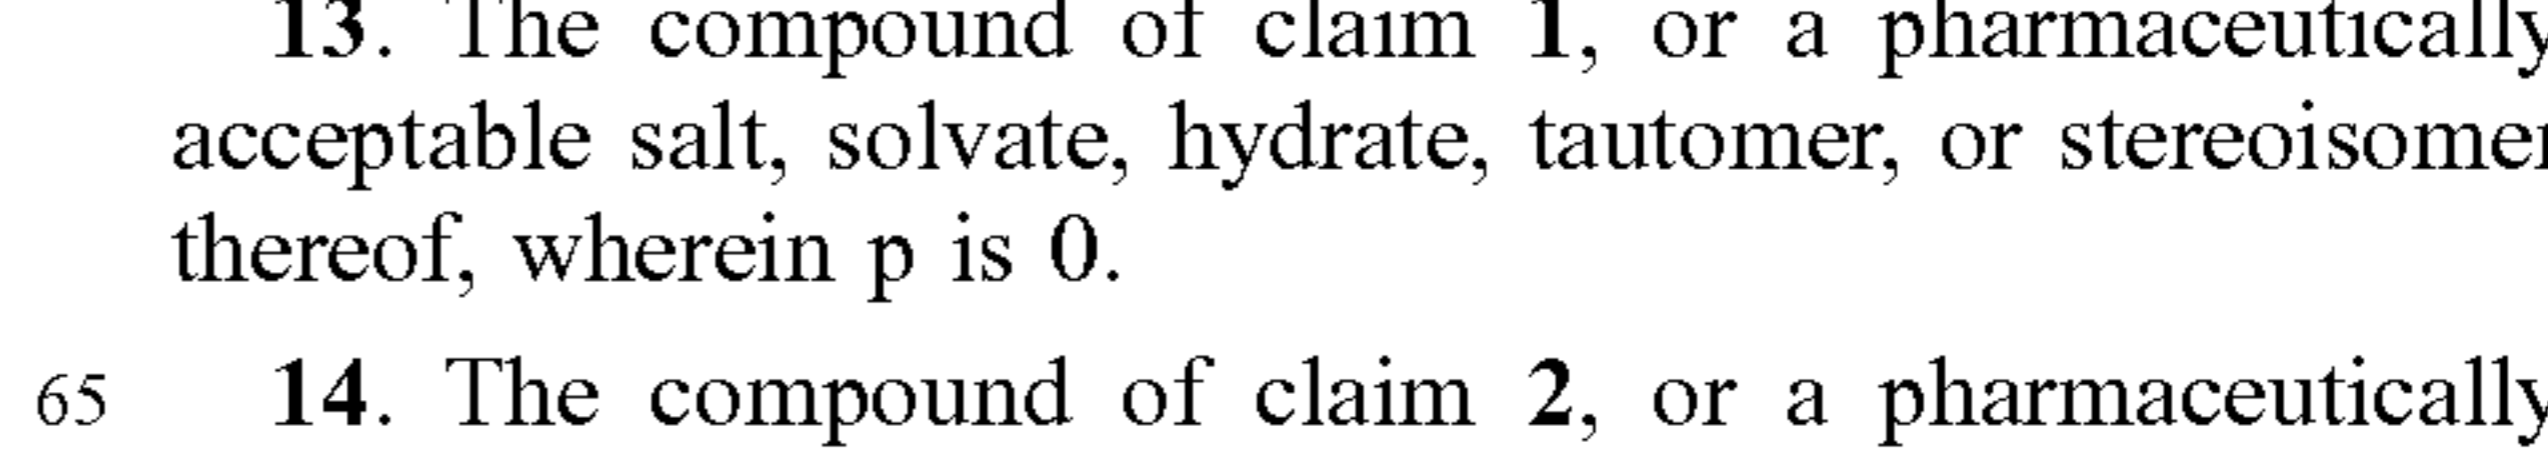 13. The compound of claim 1, or a pharmaceutically
acceptable salt, solvate, hydrate, tautomer, or stereoisomer
thereof, wherein p is 0.
65 14. The compound of claim 2, or a pharmaceutically